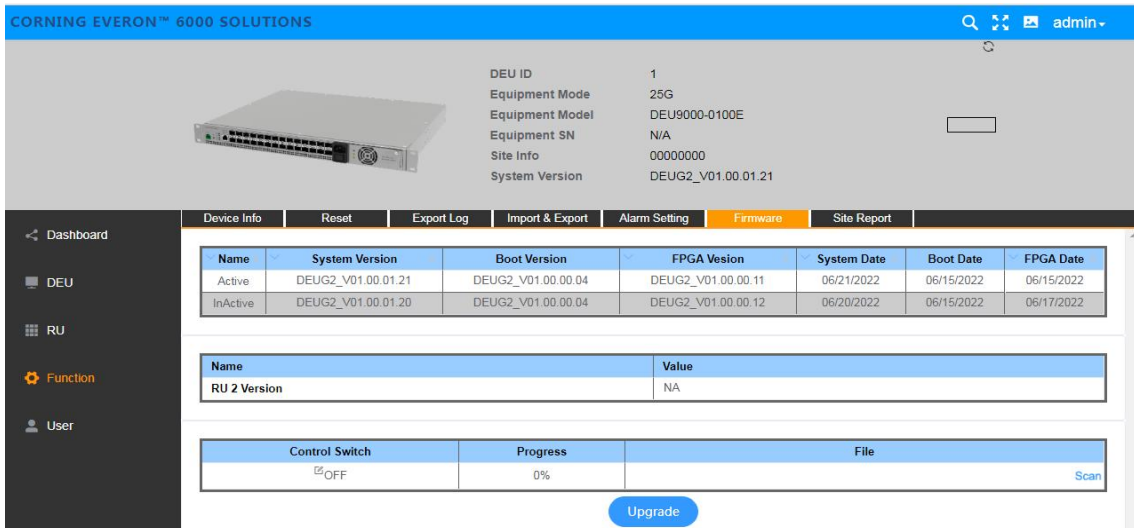 CORNING EVERON™ 6000 SOLUTIONS
admin
DEU ID 1
Equipment Mode 25G
Equipment Model DEU9000-0100E
Equipment SN N/A
Site Info 00000000
System Version DEUG2_V01.00.01.21
Device Info Reset Export Log Import & Export Alarm Setting Firmware Site Report
Dashboard
DEU
RU
Function
User
Name System Version Boot Version FPGA Vesion System Date Boot Date FPGA Date
Active DEUG2_V01.00.01.21 DEUG2_V01.00.00.04 DEUG2_V01.00.00.11 06/21/2022 06/15/2022 06/15/2022
InActive DEUG2_V01.00.01.20 DEUG2_V01.00.00.04 DEUG2_V01.00.00.12 06/20/2022 06/15/2022 06/17/2022
Name Value
RU 2 Version NA
Control Switch Progress File
OFF 0% Scan
Upgrade